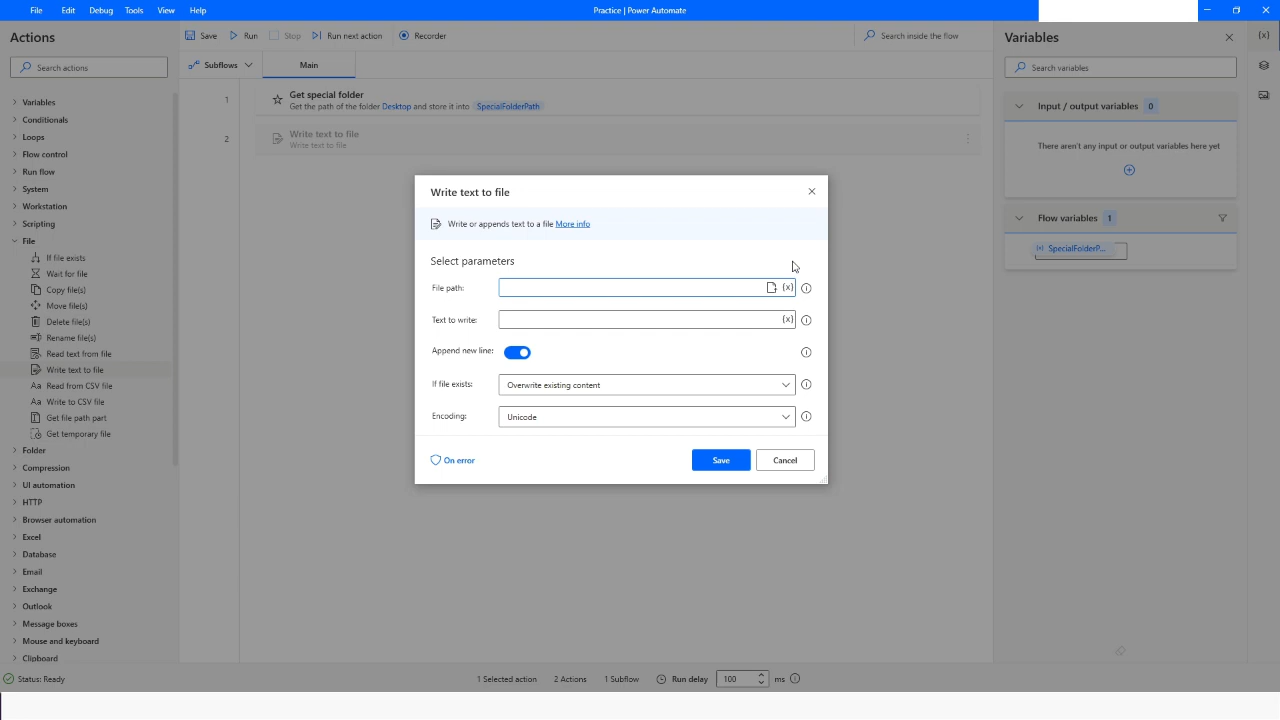 File Edit Debug Tools View Help Practice | Power Automate
Actions
Search actions
Variables
Conditionals
Loops
Flow control
Run flow
System
Workstation
Scripting
File
If file exists
Wait for file
Copy file(s)
Move file(s)
Delete file(s)
Rename file(s)
Read text from file
Write text to file
Read from CSV file
Write to CSV file
Get file path part
Get temporary file
Folder
Compression
UI automation
HTTP
Browser automation
Excel
Database
Email
Exchange
Outlook
Message boxes
Mouse and keyboard
Clipboard
Save Run Stop Run next action Recorder Search inside the flow
Subflows Main
1 Get special folder
Get the path of the folder Desktop and store it into SpecialFolderPath
2 Write text to file
Write text to file
Write text to file
Write or appends text to a file More info
Select parameters
File path: {x}
Text to write: {x}
Append new line:
If file exists: Overwrite existing content
Encoding: Unicode
On error Save Cancel
Variables {x}
Search variables
Input / output variables 0
There aren't any input or output variables here yet
Flow variables 1
(x) SpecialFolderP...
Status: Ready 1 Selected action 2 Actions 1 Subflow Run delay 100 ms